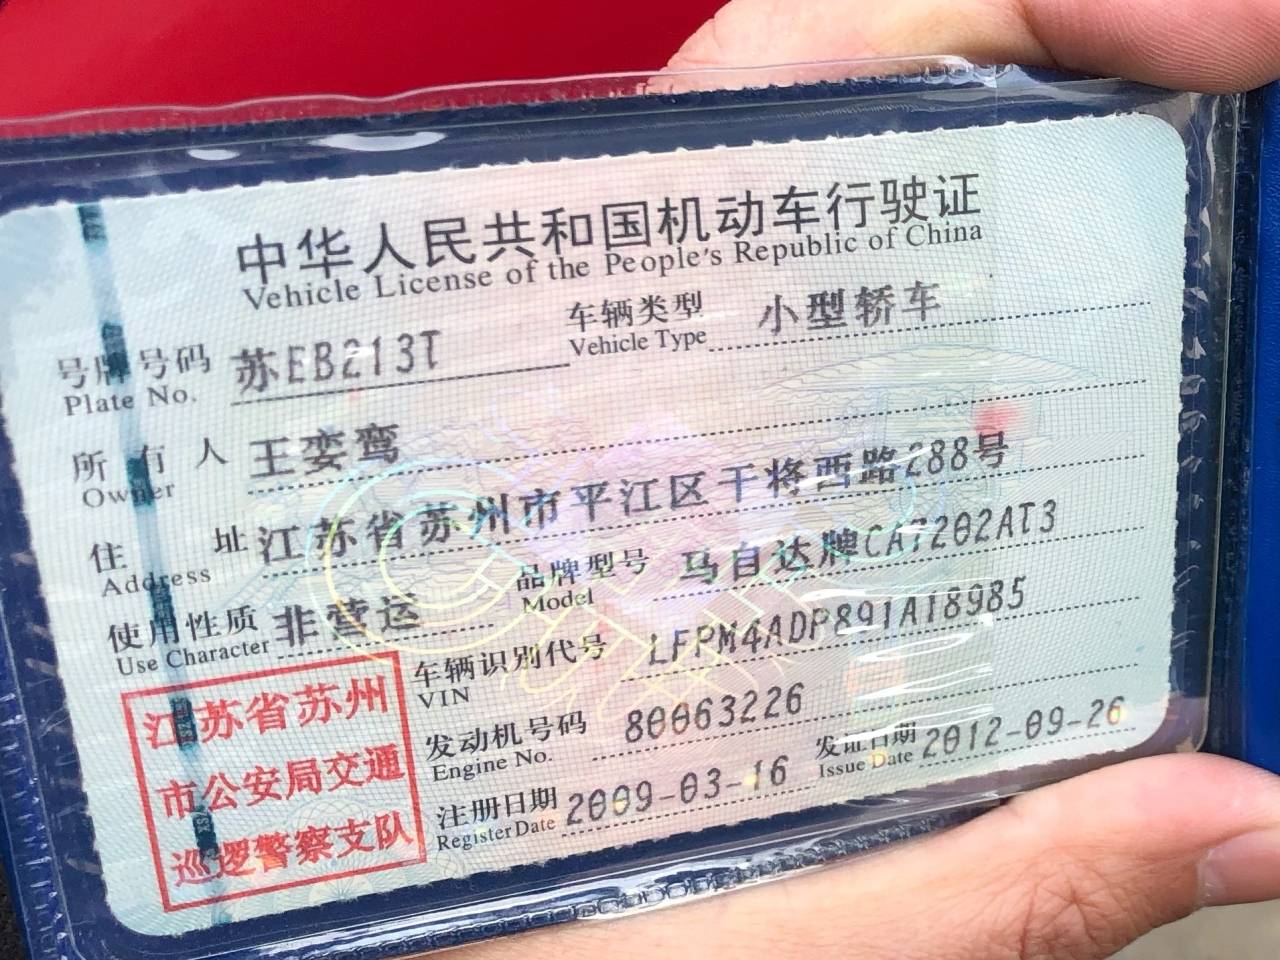 中华人民共和国机动车行驶证
Vehicle License of the People's Republic of China
号牌号码 苏EB213T 车辆类型 小型轿车
Plate No. Vehicle Type
所有人 王娈鸾
Owner
住址 江苏省苏州市平江区干将西路288号
Address
使用性质 非营运 品牌型号 马自达牌CA7202AT3
Use Character Model
车辆识别代号 LFPM4ADP891A18985
VIN
发动机号码 80063226
Engine No.
注册日期 2009-03-16 发证日期 2012-09-26
Register Date Issue Date
江苏省苏州
市公安局交通
巡逻警察支队